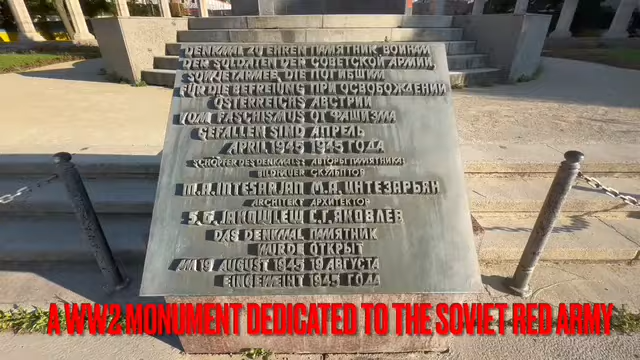 DENKMAL ZU EHREN ПАМЯТНИК ВОИНАМ
DER SOLDATEN DER СОВЕТСКОЙ АРМИИ,
SOWJETARMEE, DIE ПОГИБШИМ
FÜR DIE BEFREIUNG ПРИ ОСВОБОЖДЕНИИ
ÖSTERREICHS АВСТРИИ
VOM FASCHISMUS ОТ ФАШИЗМА
GEFALLEN SIND АПРЕЛЬ
APRIL 1945 1945 ГОДА
SCHÖPFER DES DENKMALS: АВТОРЫ ПАМЯТНИКА
BILDHAUER СКУЛЬПТОР
M.A. INTESARJAN М.А. ИНТЕЗАРЬЯН
ARCHITEKT АРХИТЕКТОР
S.G. JAKOWLEW С.Г. ЯКОВЛЕВ
DAS DENKMAL ПАМЯТНИК
WURDE ОТКРЫТ
AM 19 AUGUST 1945 19 АВГУСТА
EINGEWEIHT 1945 ГОДА
A WW2 MONUMENT DEDICATED TO THE SOVIET RED ARMY